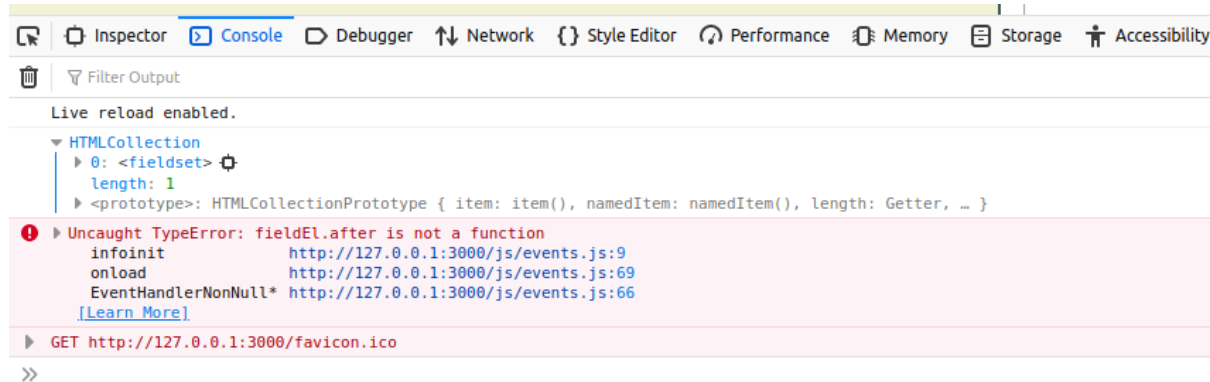 Inspector Console Debugger Network Style Editor Performance Memory Storage Accessibility
Filter Output
Live reload enabled.
HTMLCollection
0: <fieldset>
length: 1
<prototype>: HTMLCollectionPrototype { item: item(), namedItem: namedItem(), length: Getter, … }
Uncaught TypeError: fieldEl.after is not a function
infoinit http://127.0.0.1:3000/js/events.js:9
onload http://127.0.0.1:3000/js/events.js:69
EventHandlerNonNull* http://127.0.0.1:3000/js/events.js:66
[Learn More]
GET http://127.0.0.1:3000/favicon.ico